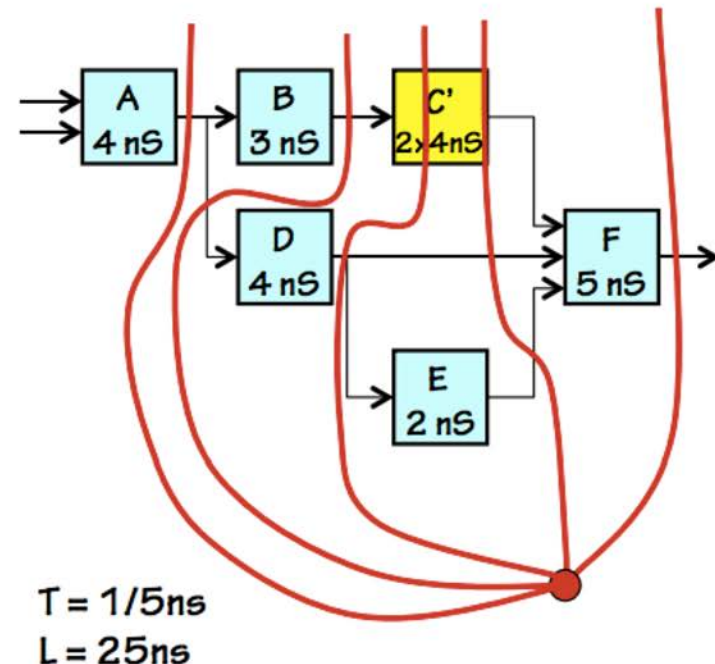 A
4 nS
B
3 nS
C'
2x4nS
D
4 nS
F
5 nS
E
2 nS
T = 1/5ns
L = 25ns